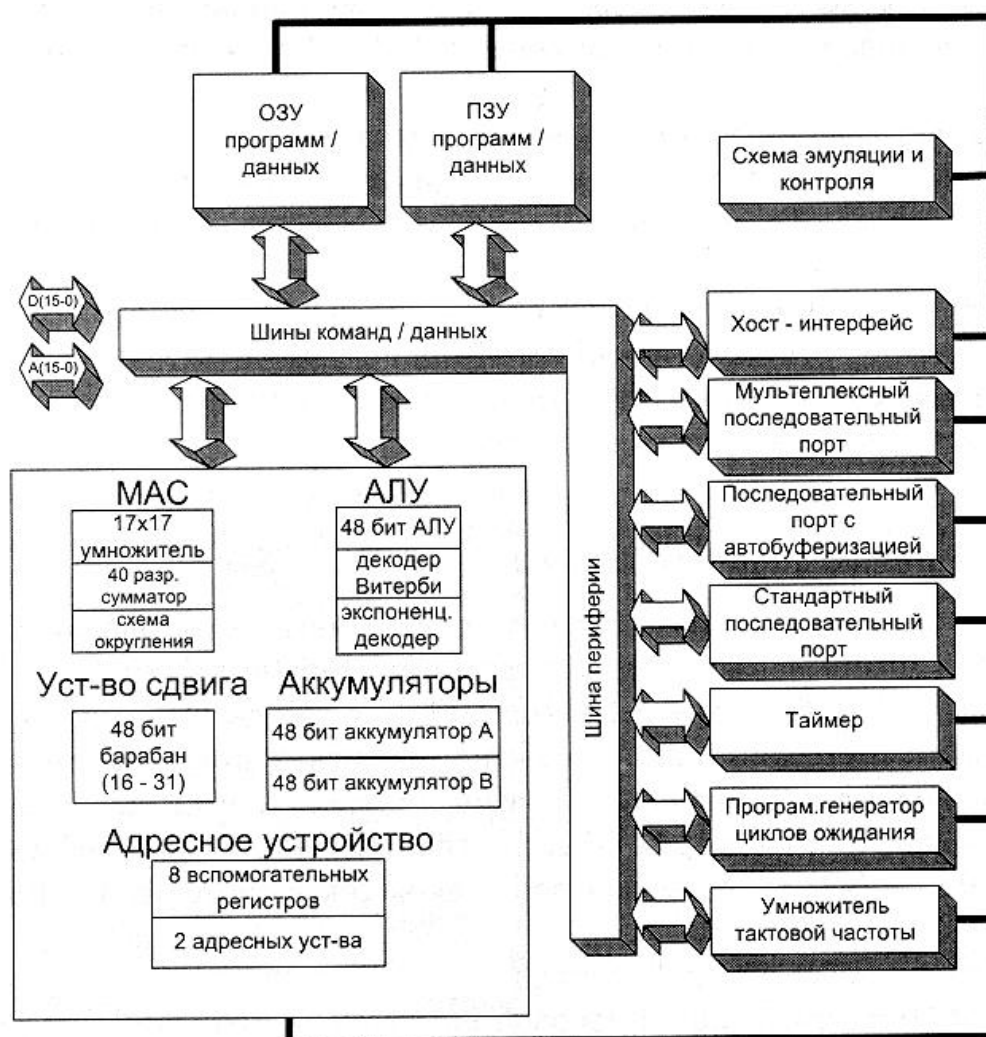 ОЗУ
программ /
данных
ПЗУ
программ /
данных
Схема эмуляции и
контроля
D(15-0)
A(15-0)
Шины команд / данных
Шина периферии
Хост - интерфейс
Мультеплексный
последовательный
порт
Последовательный
порт с
автобуферизацией
Стандартный
последовательный
порт
Таймер
Програм.генератор
циклов ожидания
Умножитель
тактовой частоты
МАС
17х17
умножитель
40 разр.
сумматор
схема
округления
АЛУ
48 бит АЛУ
декодер
Витерби
экспоненц.
декодер
Уст-во сдвига
48 бит
барабан
(16 - 31)
Аккумуляторы
48 бит аккумулятор А
48 бит аккумулятор В
Адресное устройство
8 вспомогательных
регистров
2 адресных уст-ва